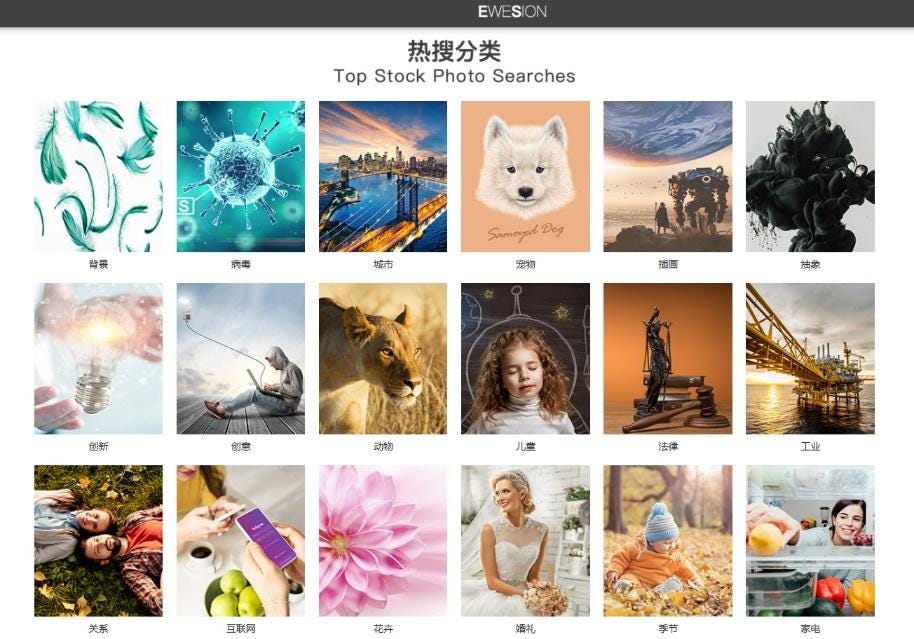 EWESION
热搜分类
Top Stock Photo Searches
S
Samoyed Dog
背景
病毒
城市
宠物
插画
抽象
创新
创意
动物
儿童
法律
工业
关系
互联网
花卉
婚礼
季节
家电